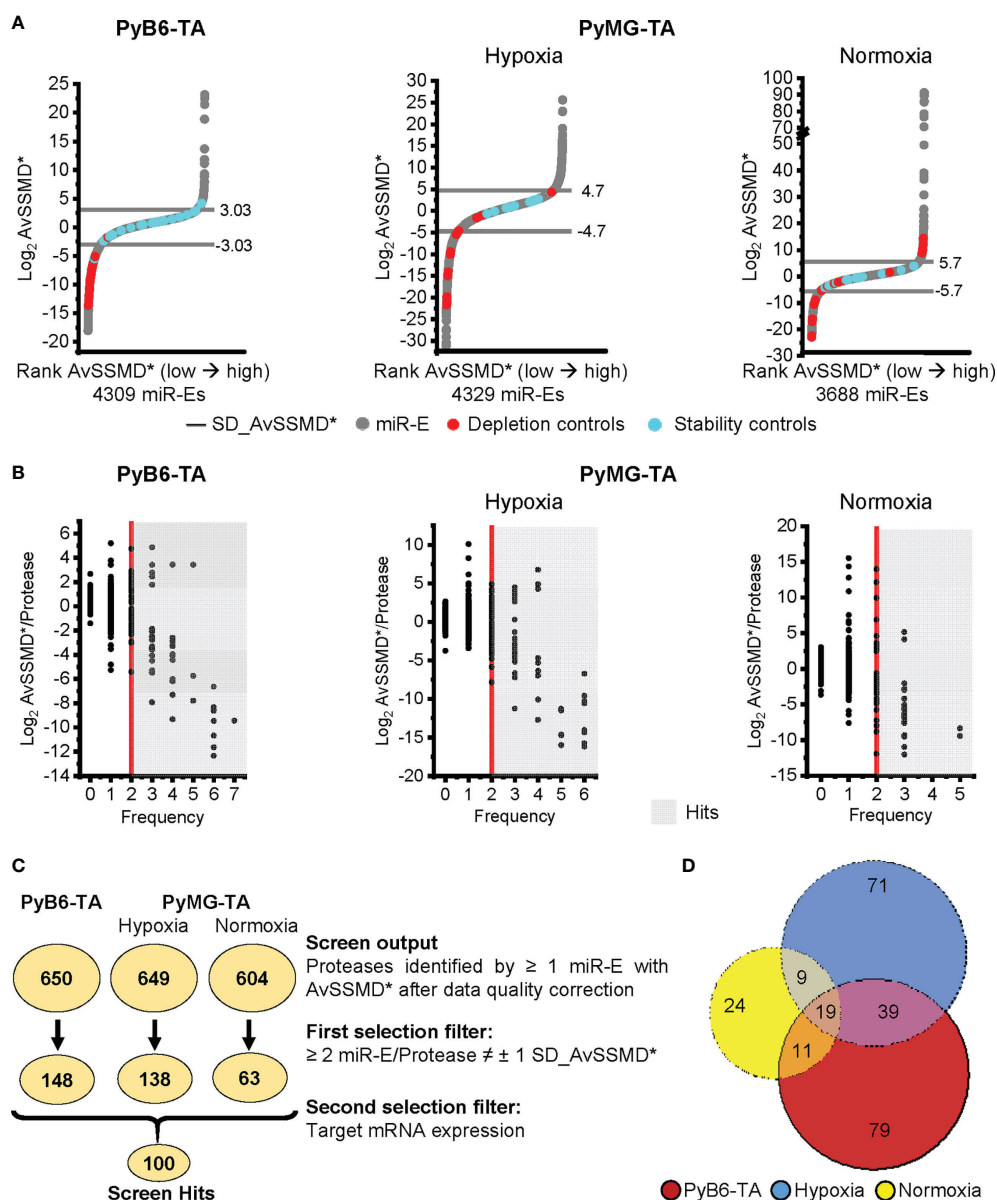 A
PyB6-TA
PyMG-TA
Hypoxia
Normoxia
Log2 AvSSMD*
25
20
15
10
5
0
-5
-10
-15
-20
3.03
-3.03
Rank AvSSMD* (low → high)
4309 miR-Es
Log2 AvSSMD*
30
25
20
15
10
5
0
-5
-10
-15
-20
-25
-30
4.7
-4.7
Rank AvSSMD* (low → high)
4329 miR-Es
Log2 AvSSMD*
100
90
80
70
50
40
30
20
10
0
-10
-20
-30
5.7
-5.7
Rank AvSSMD* (low → high)
3688 miR-Es
SD_AvSSMD*
miR-E
Depletion controls
Stability controls
B
PyB6-TA
PyMG-TA
Hypoxia
Normoxia
Log2 AvSSMD*/Protease
6
4
2
0
-2
-4
-6
-8
-10
-12
-14
0 1 2 3 4 5 6 7
Frequency
Log2 AvSSMD*/Protease
10
5
0
-5
-10
-15
-20
0 1 2 3 4 5 6
Frequency
Log2 AvSSMD*/Protease
20
15
10
5
0
-5
-10
-15
0 1 2 3 4 5
Frequency
Hits
C
PyB6-TA
PyMG-TA
Hypoxia
Normoxia
650
649
604
Screen output
Proteases identified by ≥ 1 miR-E with
AvSSMD* after data quality correction
First selection filter:
≥ 2 miR-E/Protease ≠ ± 1 SD_AvSSMD*
148
138
63
Second selection filter:
Target mRNA expression
100
Screen Hits
D
71
9
24
19
39
11
79
PyB6-TA
Hypoxia
Normoxia